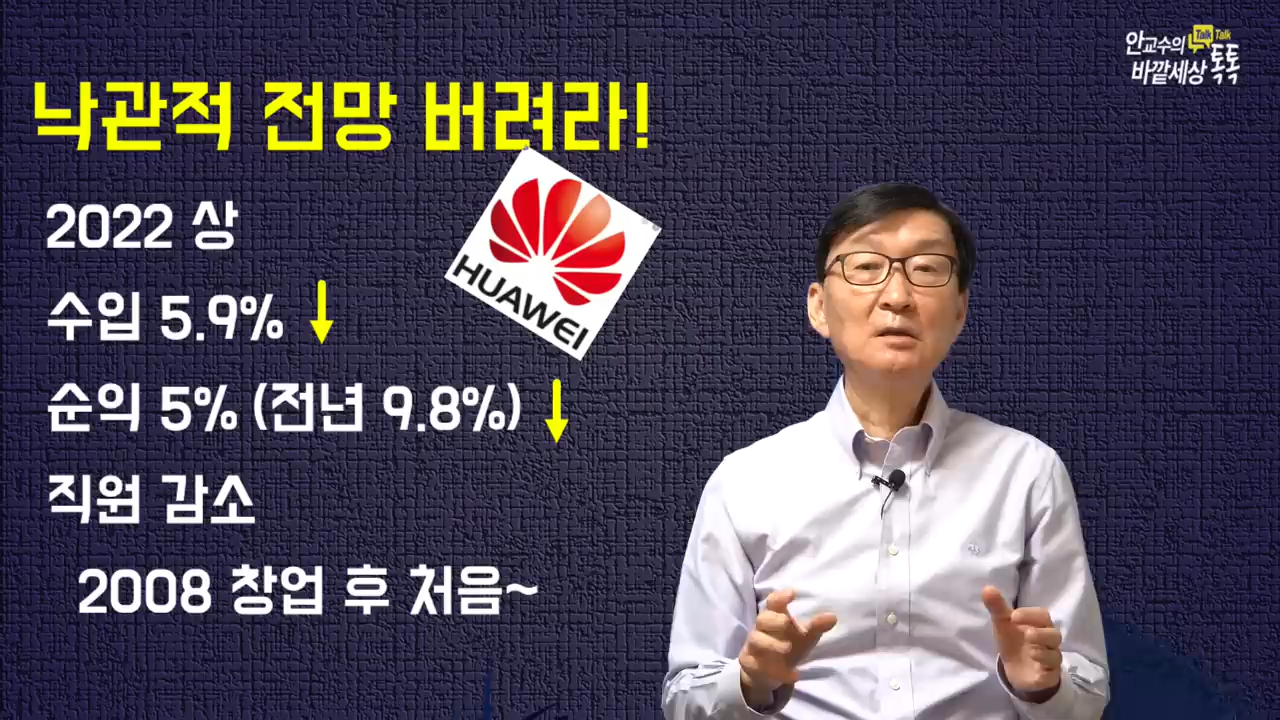 안교수의 Talk Talk
바깥세상 톡톡
낙관적 전망 버려라!
2022 상
HUAWEI
수입 5.9%
순익 5% (전년 9.8%)
직원 감소
2008 창업 후 처음~